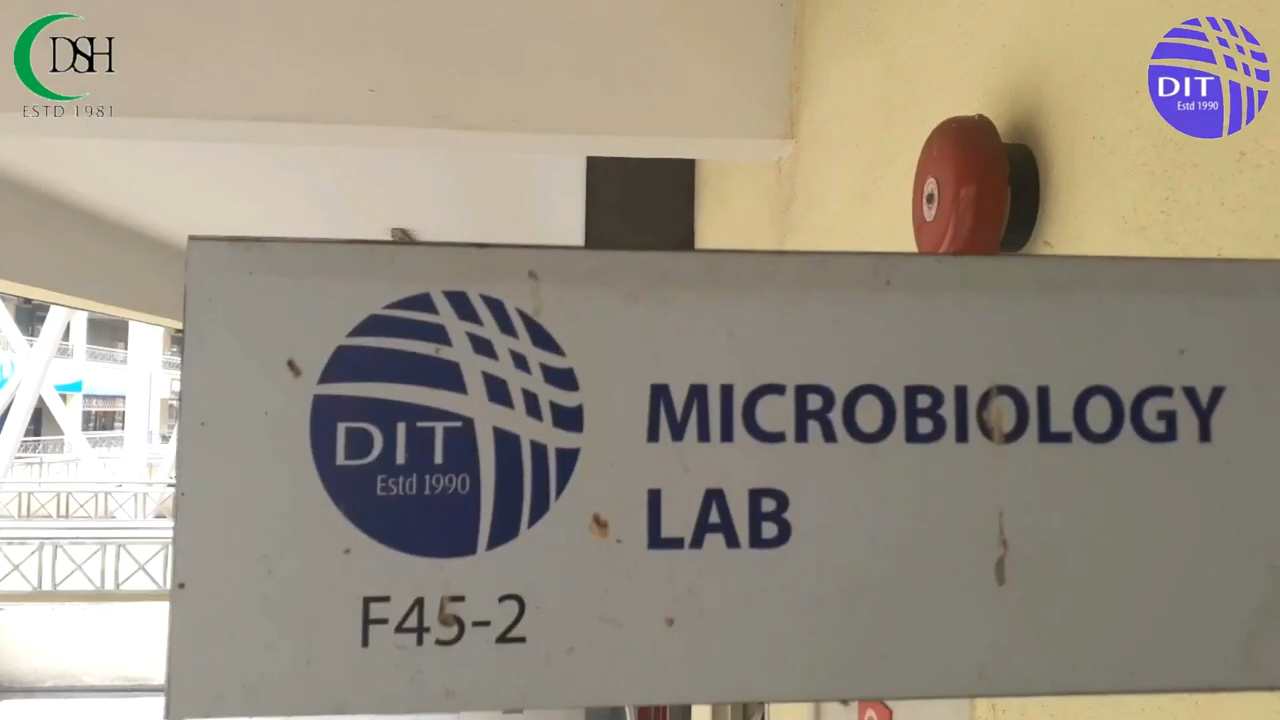 DSH
ESTD 1981
DIT
Estd 1990
DIT
Estd 1990
MICROBIOLOGY
LAB
F45-2